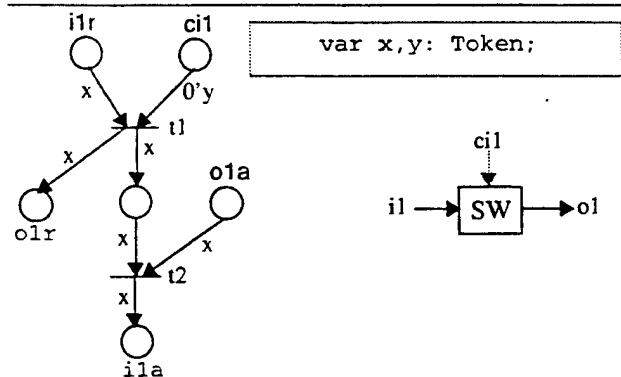 i1r
ci1
var x,y: Token;
x
0'y
t1
x
x
ci1
o1a
i1
SW
o1
o1r
x
x
t2
x
i1a